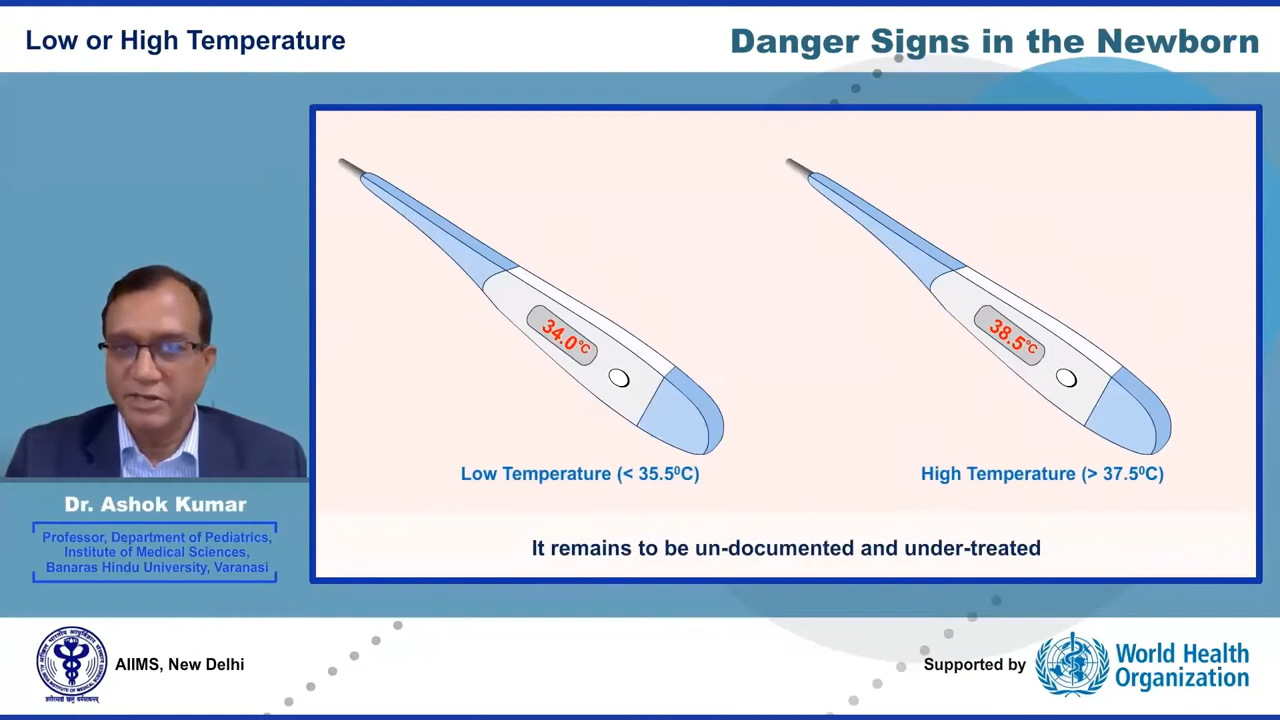 Low or High Temperature
Danger Signs in the Newborn
34.0°C
38.5°C
Low Temperature (< 35.5⁰C)
High Temperature (> 37.5⁰C)
It remains to be un-documented and under-treated
Dr. Ashok Kumar
Professor, Department of Pediatrics,
Institute of Medical Sciences,
Banaras Hindu University, Varanasi
AIIMS, New Delhi
Supported by
World Health
Organization